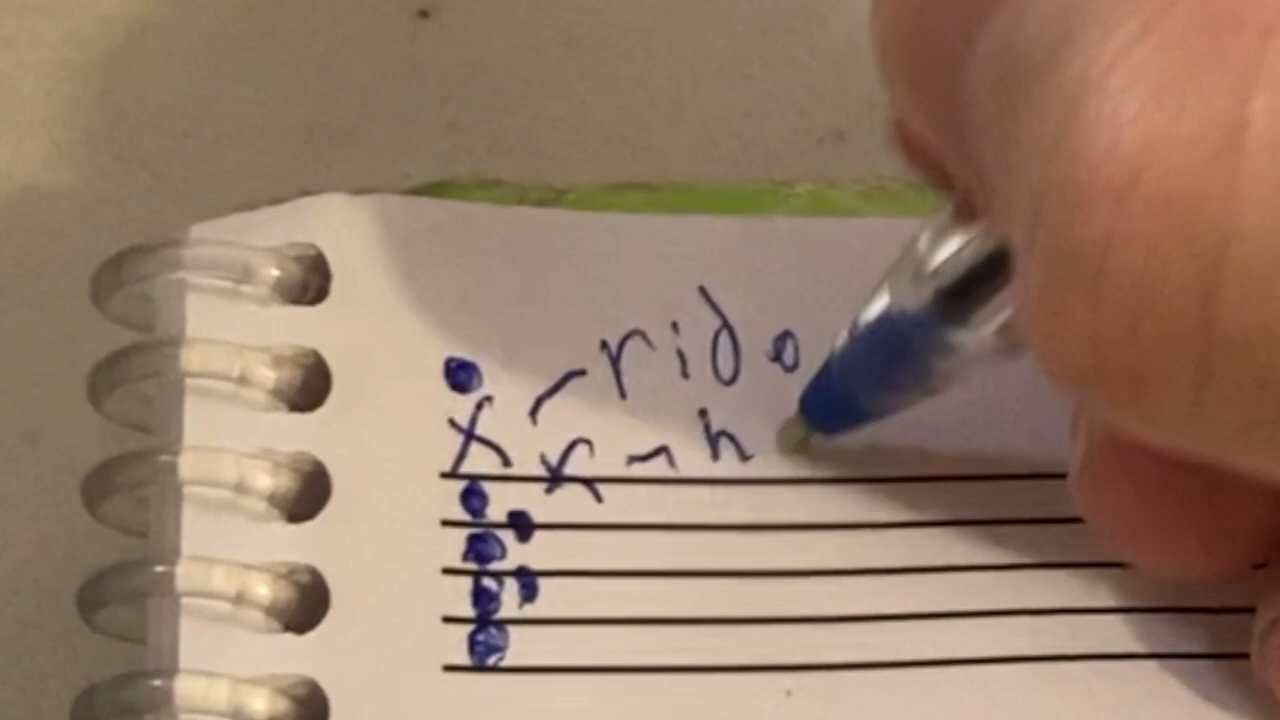 x - ride
x - h